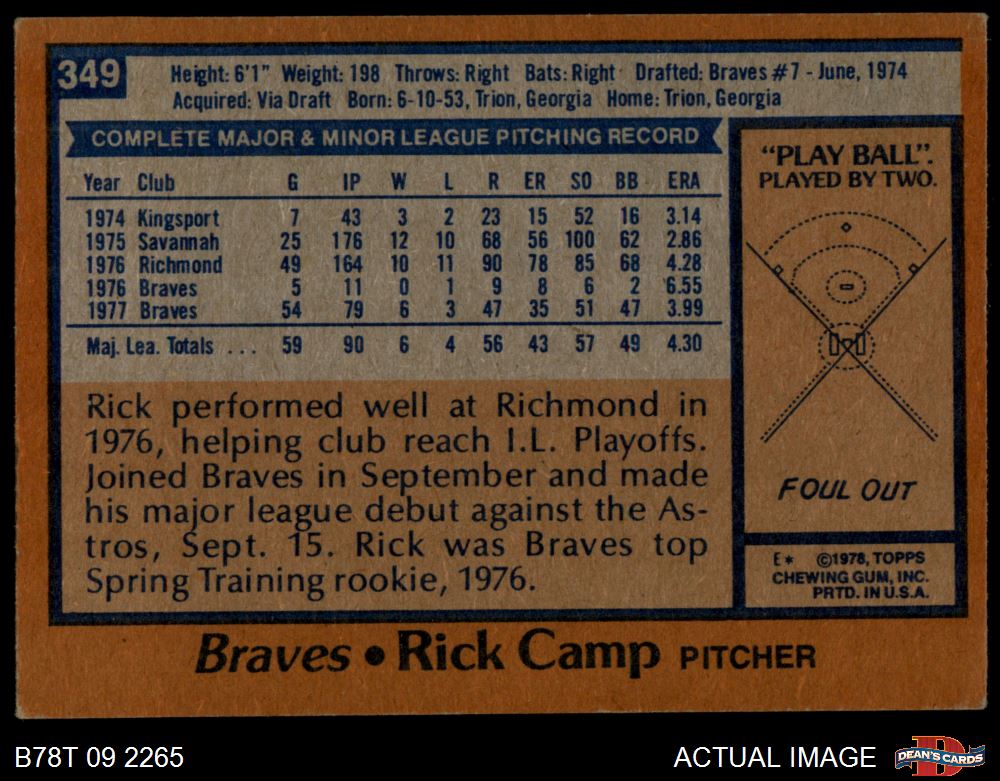 349
Height: 6'1" Weight: 198 Throws: Right Bats: Right Drafted: Braves #7 - June, 1974
Acquired: Via Draft Born: 6-10-53, Trion, Georgia Home: Trion, Georgia
COMPLETE MAJOR & MINOR LEAGUE PITCHING RECORD
Year Club G IP W L R ER SO BB ERA
1974 Kingsport 7 43 3 2 23 15 52 16 3.14
1975 Savannah 25 176 12 10 68 56 100 62 2.86
1976 Richmond 49 164 10 11 90 78 85 68 4.28
1976 Braves 5 11 0 1 9 8 6 2 6.55
1977 Braves 54 79 6 3 47 35 51 47 3.99
Maj. Lea. Totals ... 59 90 6 4 56 43 57 49 4.30
Rick performed well at Richmond in
1976, helping club reach I.L. Playoffs.
Joined Braves in September and made
his major league debut against the As-
tros, Sept. 15. Rick was Braves top
Spring Training rookie, 1976.
"PLAY BALL".
PLAYED BY TWO.
FOUL OUT
E* ©1978, TOPPS
CHEWING GUM, INC.
PRTD. IN U.S.A.
Braves • Rick Camp PITCHER
B78T 09 2265
ACTUAL IMAGE
D
DEAN'S CARDS